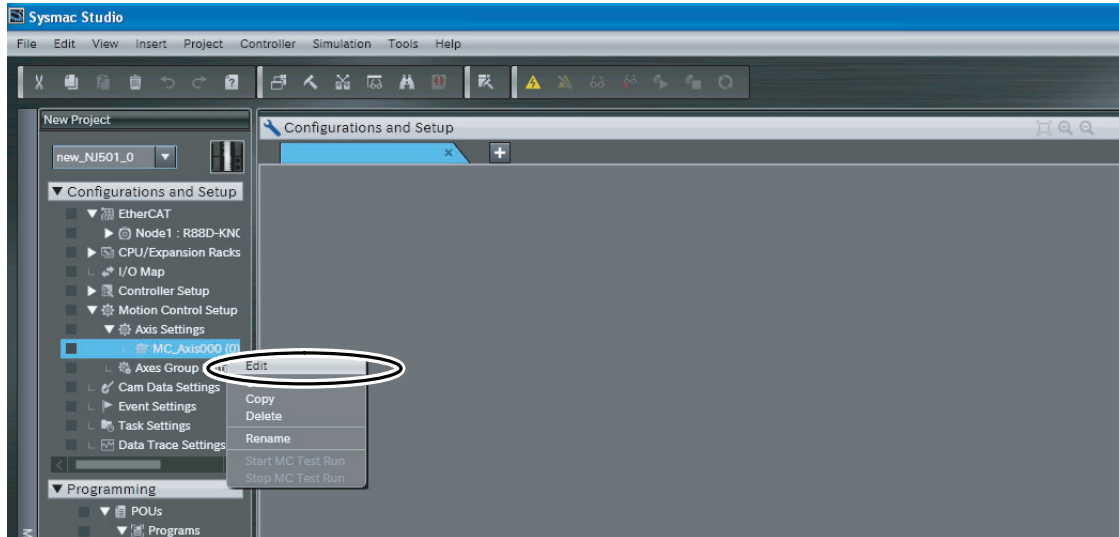 Sysmac Studio
File Edit View Insert Project Controller Simulation Tools Help
New Project
Configurations and Setup
new_NJ501_0
Configurations and Setup
EtherCAT
Node1 : R88D-KNC
CPU/Expansion Racks
I/O Map
Controller Setup
Motion Control Setup
Axis Settings
MC_Axis000 (0)
Axes Group
Edit
Cam Data Settings
Copy
Event Settings
Delete
Task Settings
Rename
Data Trace Settings
Start MC Test Run
Stop MC Test Run
Programming
POUs
Programs
M